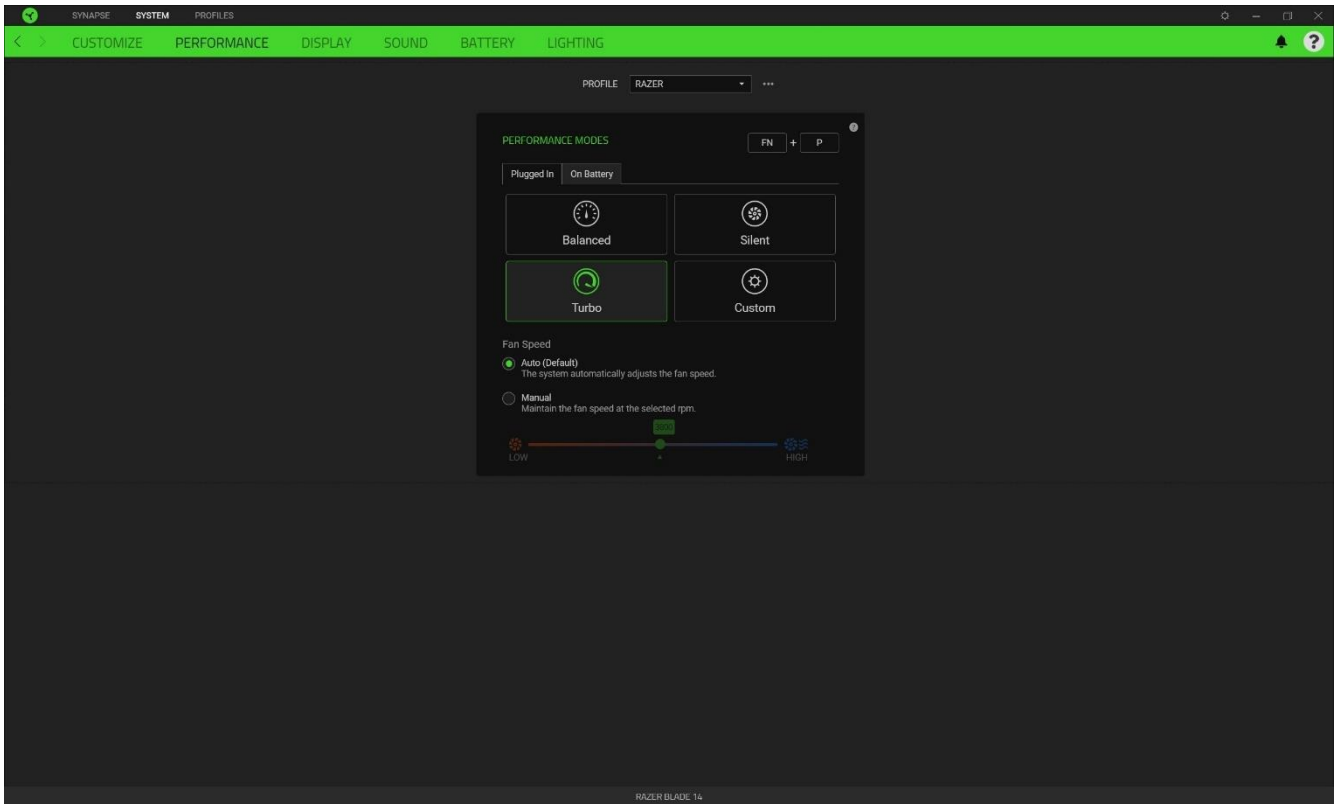 SYNAPSE SYSTEM PROFILES
CUSTOMIZE PERFORMANCE DISPLAY SOUND BATTERY LIGHTING ?
PROFILE RAZER
PERFORMANCE MODES FN + P
Plugged In On Battery
Balanced Silent
Turbo Custom
Fan Speed
Auto (Default)
The system automatically adjusts the fan speed.
Manual
Maintain the fan speed at the selected rpm.
3500
LOW HIGH
RAZER BLADE 14